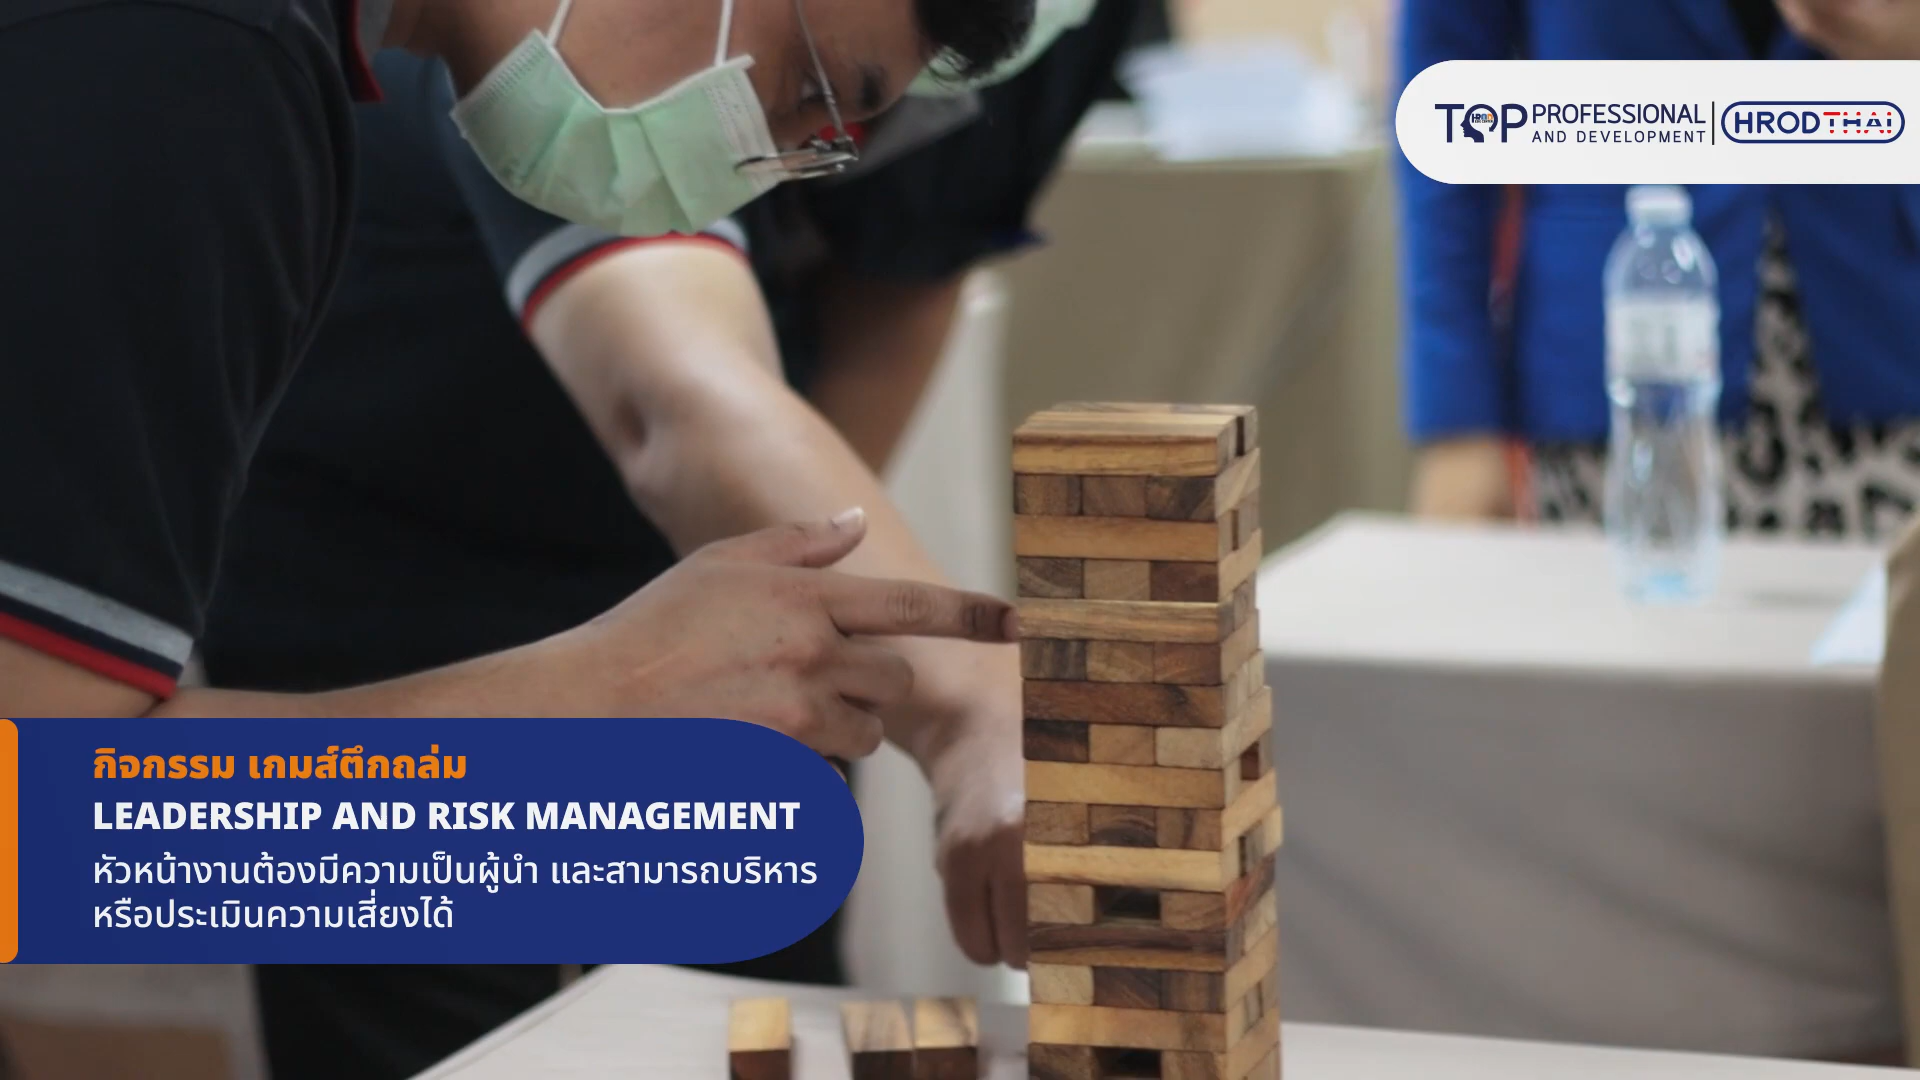 TOP PROFESSIONAL
AND DEVELOPMENT
HRODTHAI
กิจกรรม เกมส์ตึกถล่ม
LEADERSHIP AND RISK MANAGEMENT
หัวหน้างานต้องมีความเป็นผู้นำ และสามารถบริหาร
หรือประเมินความเสี่ยงได้